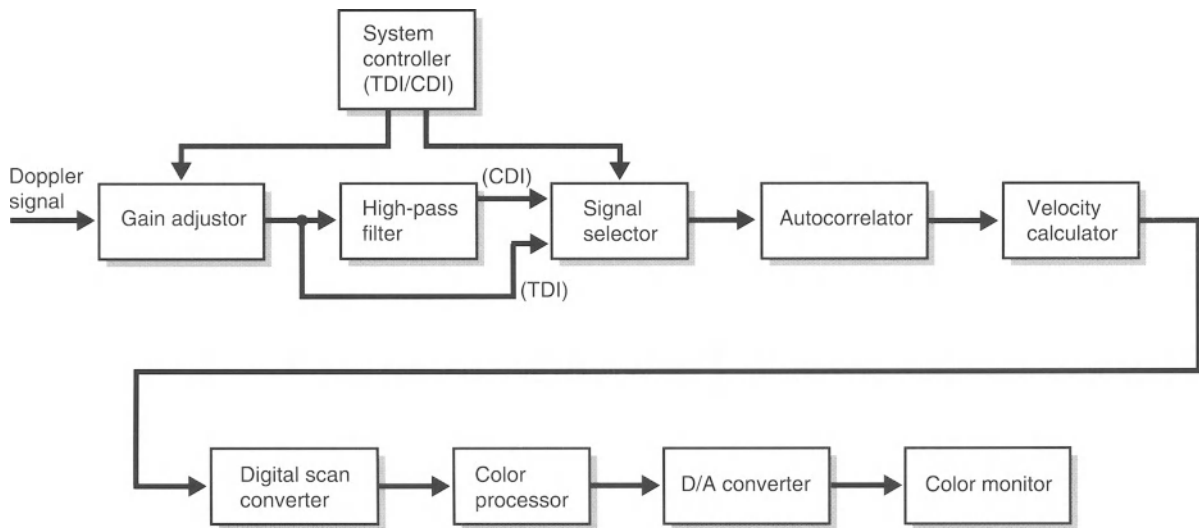 System
controller
(TDI/CDI)
Doppler
signal
Gain adjustor
High-pass
filter
(CDI)
(TDI)
Signal
selector
Autocorrelator
Velocity
calculator
Digital scan
converter
Color
processor
D/A converter
Color monitor